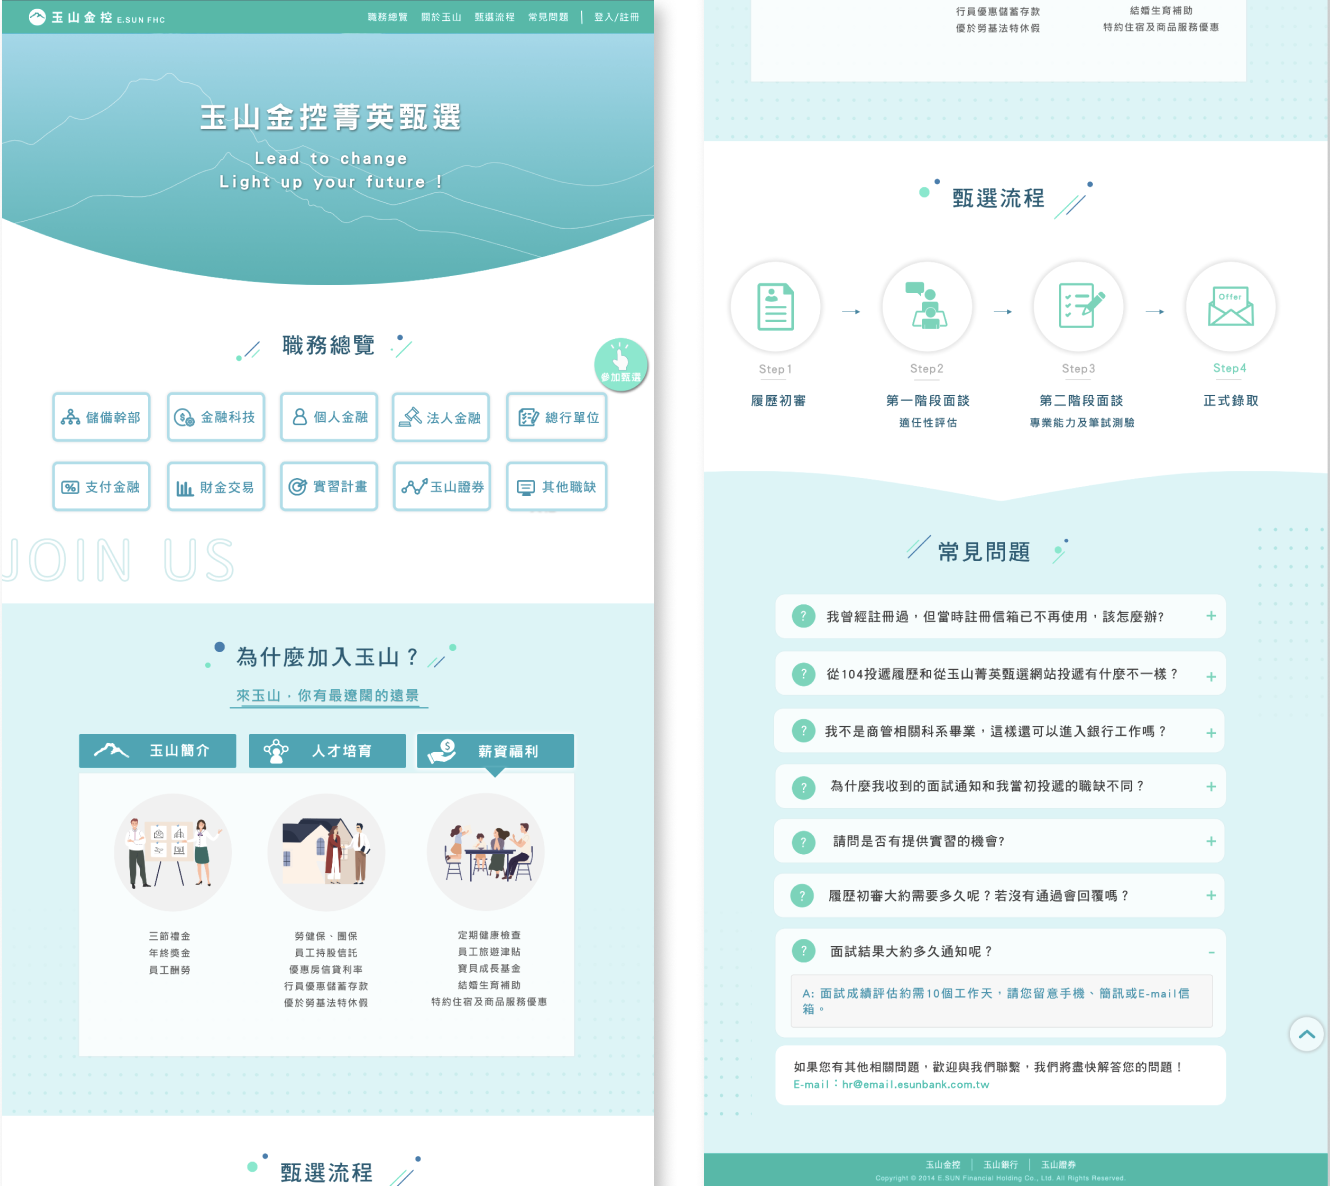 玉山金控 E.SUN FHC
職務總覽 關於玉山 甄選流程 常見問題 登入/註冊
玉山金控菁英甄選
Lead to change
Light up your future !
職務總覽
參加甄選
儲備幹部 金融科技 個人金融 法人金融 總行單位
支付金融 財金交易 實習計畫 玉山證券 其他職缺
JOIN US
為什麼加入玉山？
來玉山．你有最遼闊的遠景
玉山簡介 人才培育 薪資福利
三節禮金
年終獎金
員工酬勞
勞健保、團保
員工持股信託
優惠房信貸利率
行員優惠儲蓄存款
優於勞基法特休假
定期健康檢查
員工旅遊津貼
寶貝成長基金
結婚生育補助
特約住宿及商品服務優惠
甄選流程
行員優惠儲蓄存款
優於勞基法特休假
結婚生育補助
特約住宿及商品服務優惠
甄選流程
Offer
Step1
履歷初審
Step2
第一階段面談
適任性評估
Step3
第二階段面談
專業能力及筆試測驗
Step4
正式錄取
常見問題
? 我曾經註冊過，但當時註冊信箱已不再使用，該怎麼辦? +
? 從104投遞履歷和從玉山菁英甄選網站投遞有什麼不一樣？ +
? 我不是商管相關科系畢業，這樣還可以進入銀行工作嗎？ +
? 為什麼我收到的面試通知和我當初投遞的職缺不同？ +
? 請問是否有提供實習的機會? +
? 履歷初審大約需要多久呢？若沒有通過會回覆嗎？ +
? 面試結果大約多久通知呢？ -
A: 面試成績評估約需10個工作天，請您留意手機、簡訊或E-mail信
箱。
如果您有其他相關問題，歡迎與我們聯繫，我們將盡快解答您的問題！
E-mail：hr@email.esunbank.com.tw
玉山金控 玉山銀行 玉山證券
Copyright © 2014 E.SUN Financial Holding Co., Ltd. All Rights Reserved.